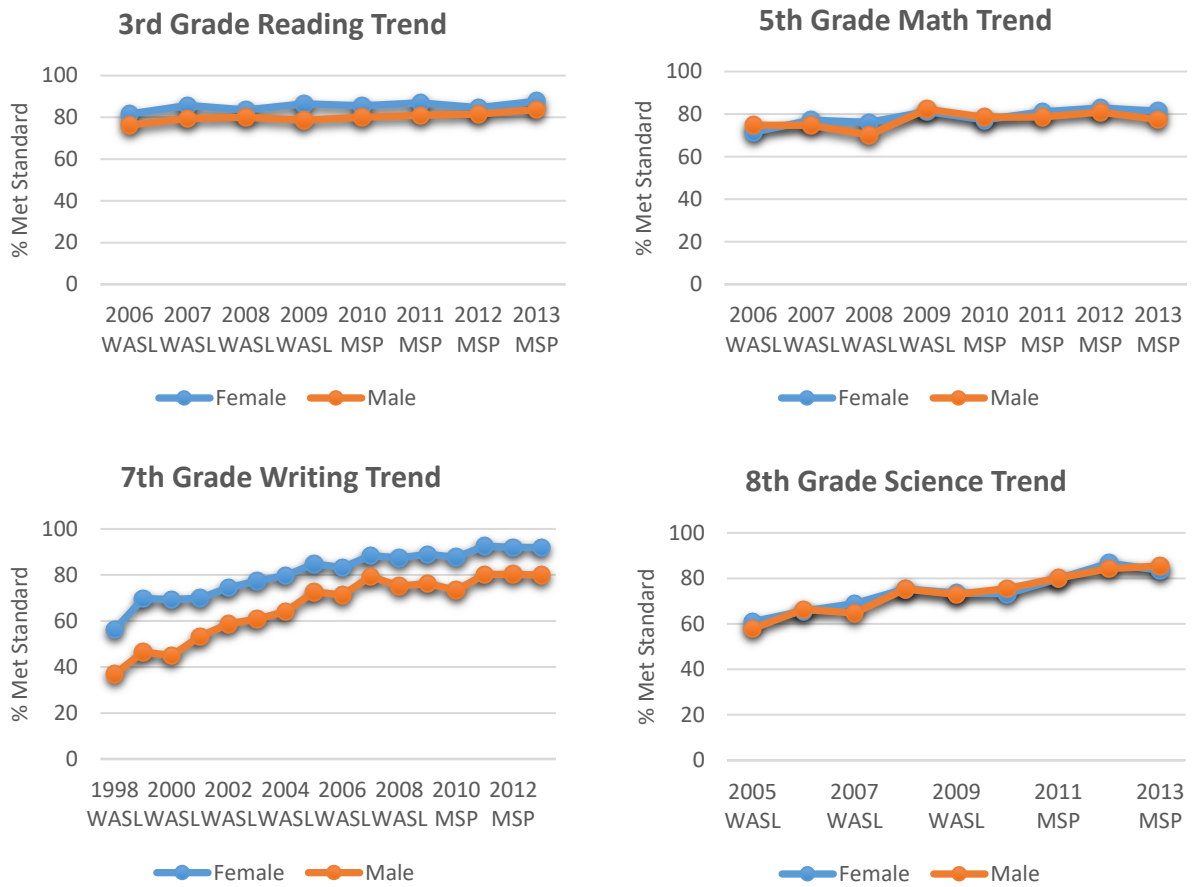 3rd Grade Reading Trend
% Met Standard
100
80
60
40
20
0
2006 2007 2008 2009 2010 2011 2012 2013
WASL WASL WASL WASL MSP MSP MSP MSP
Female Male
5th Grade Math Trend
% Met Standard
100
80
60
40
20
0
2006 2007 2008 2009 2010 2011 2012 2013
WASL WASL WASL WASL MSP MSP MSP MSP
Female Male
7th Grade Writing Trend
% Met Standard
100
80
60
40
20
0
1998 2000 2002 2004 2006 2008 2010 2012
WASL WASL WASL WASL WASL WASL MSP MSP
Female Male
8th Grade Science Trend
% Met Standard
100
80
60
40
20
0
2005 2007 2009 2011 2013
WASL WASL WASL MSP MSP
Female Male